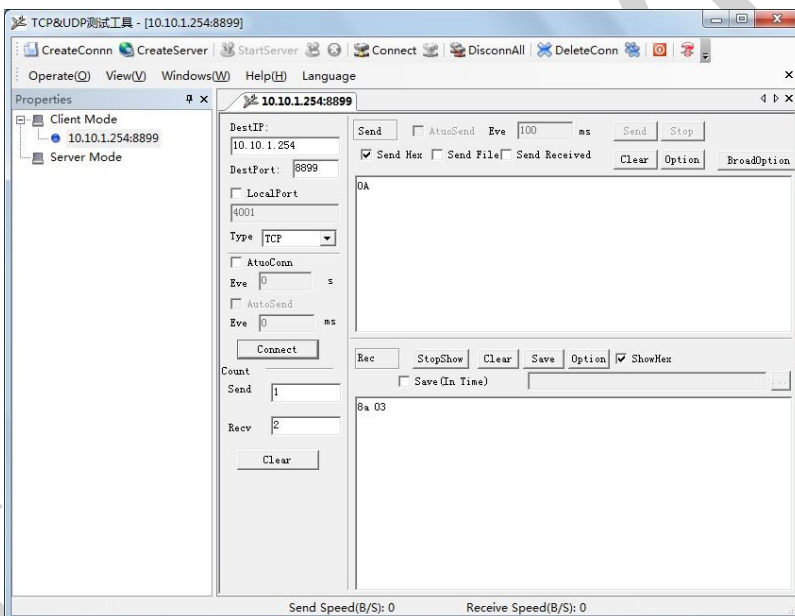 TCP&UDP测试工具 - [10.10.1.254:8899]
CreateConnn CreateServer StartServer Connect DisconnAll DeleteConn
Operate(O) View(V) Windows(W) Help(H) Language
Properties
10.10.1.254:8899
Client Mode
10.10.1.254:8899
Server Mode
DestIP:
10.10.1.254
DestPort: 8899
LocalPort
4001
Type TCP
AtuoConn
Eve 0 s
AutoSend
Eve 0 ms
Connect
Count
Send 1
Recv 2
Clear
Send AtuoSend Eve 100 ms Send Stop
Send Hex Send File Send Received Clear Option BroadOption
0A
Rec StopShow Clear Save Option ShowHex
Save(In Time) ...
8a 03
Send Speed(B/S): 0 Receive Speed(B/S): 0